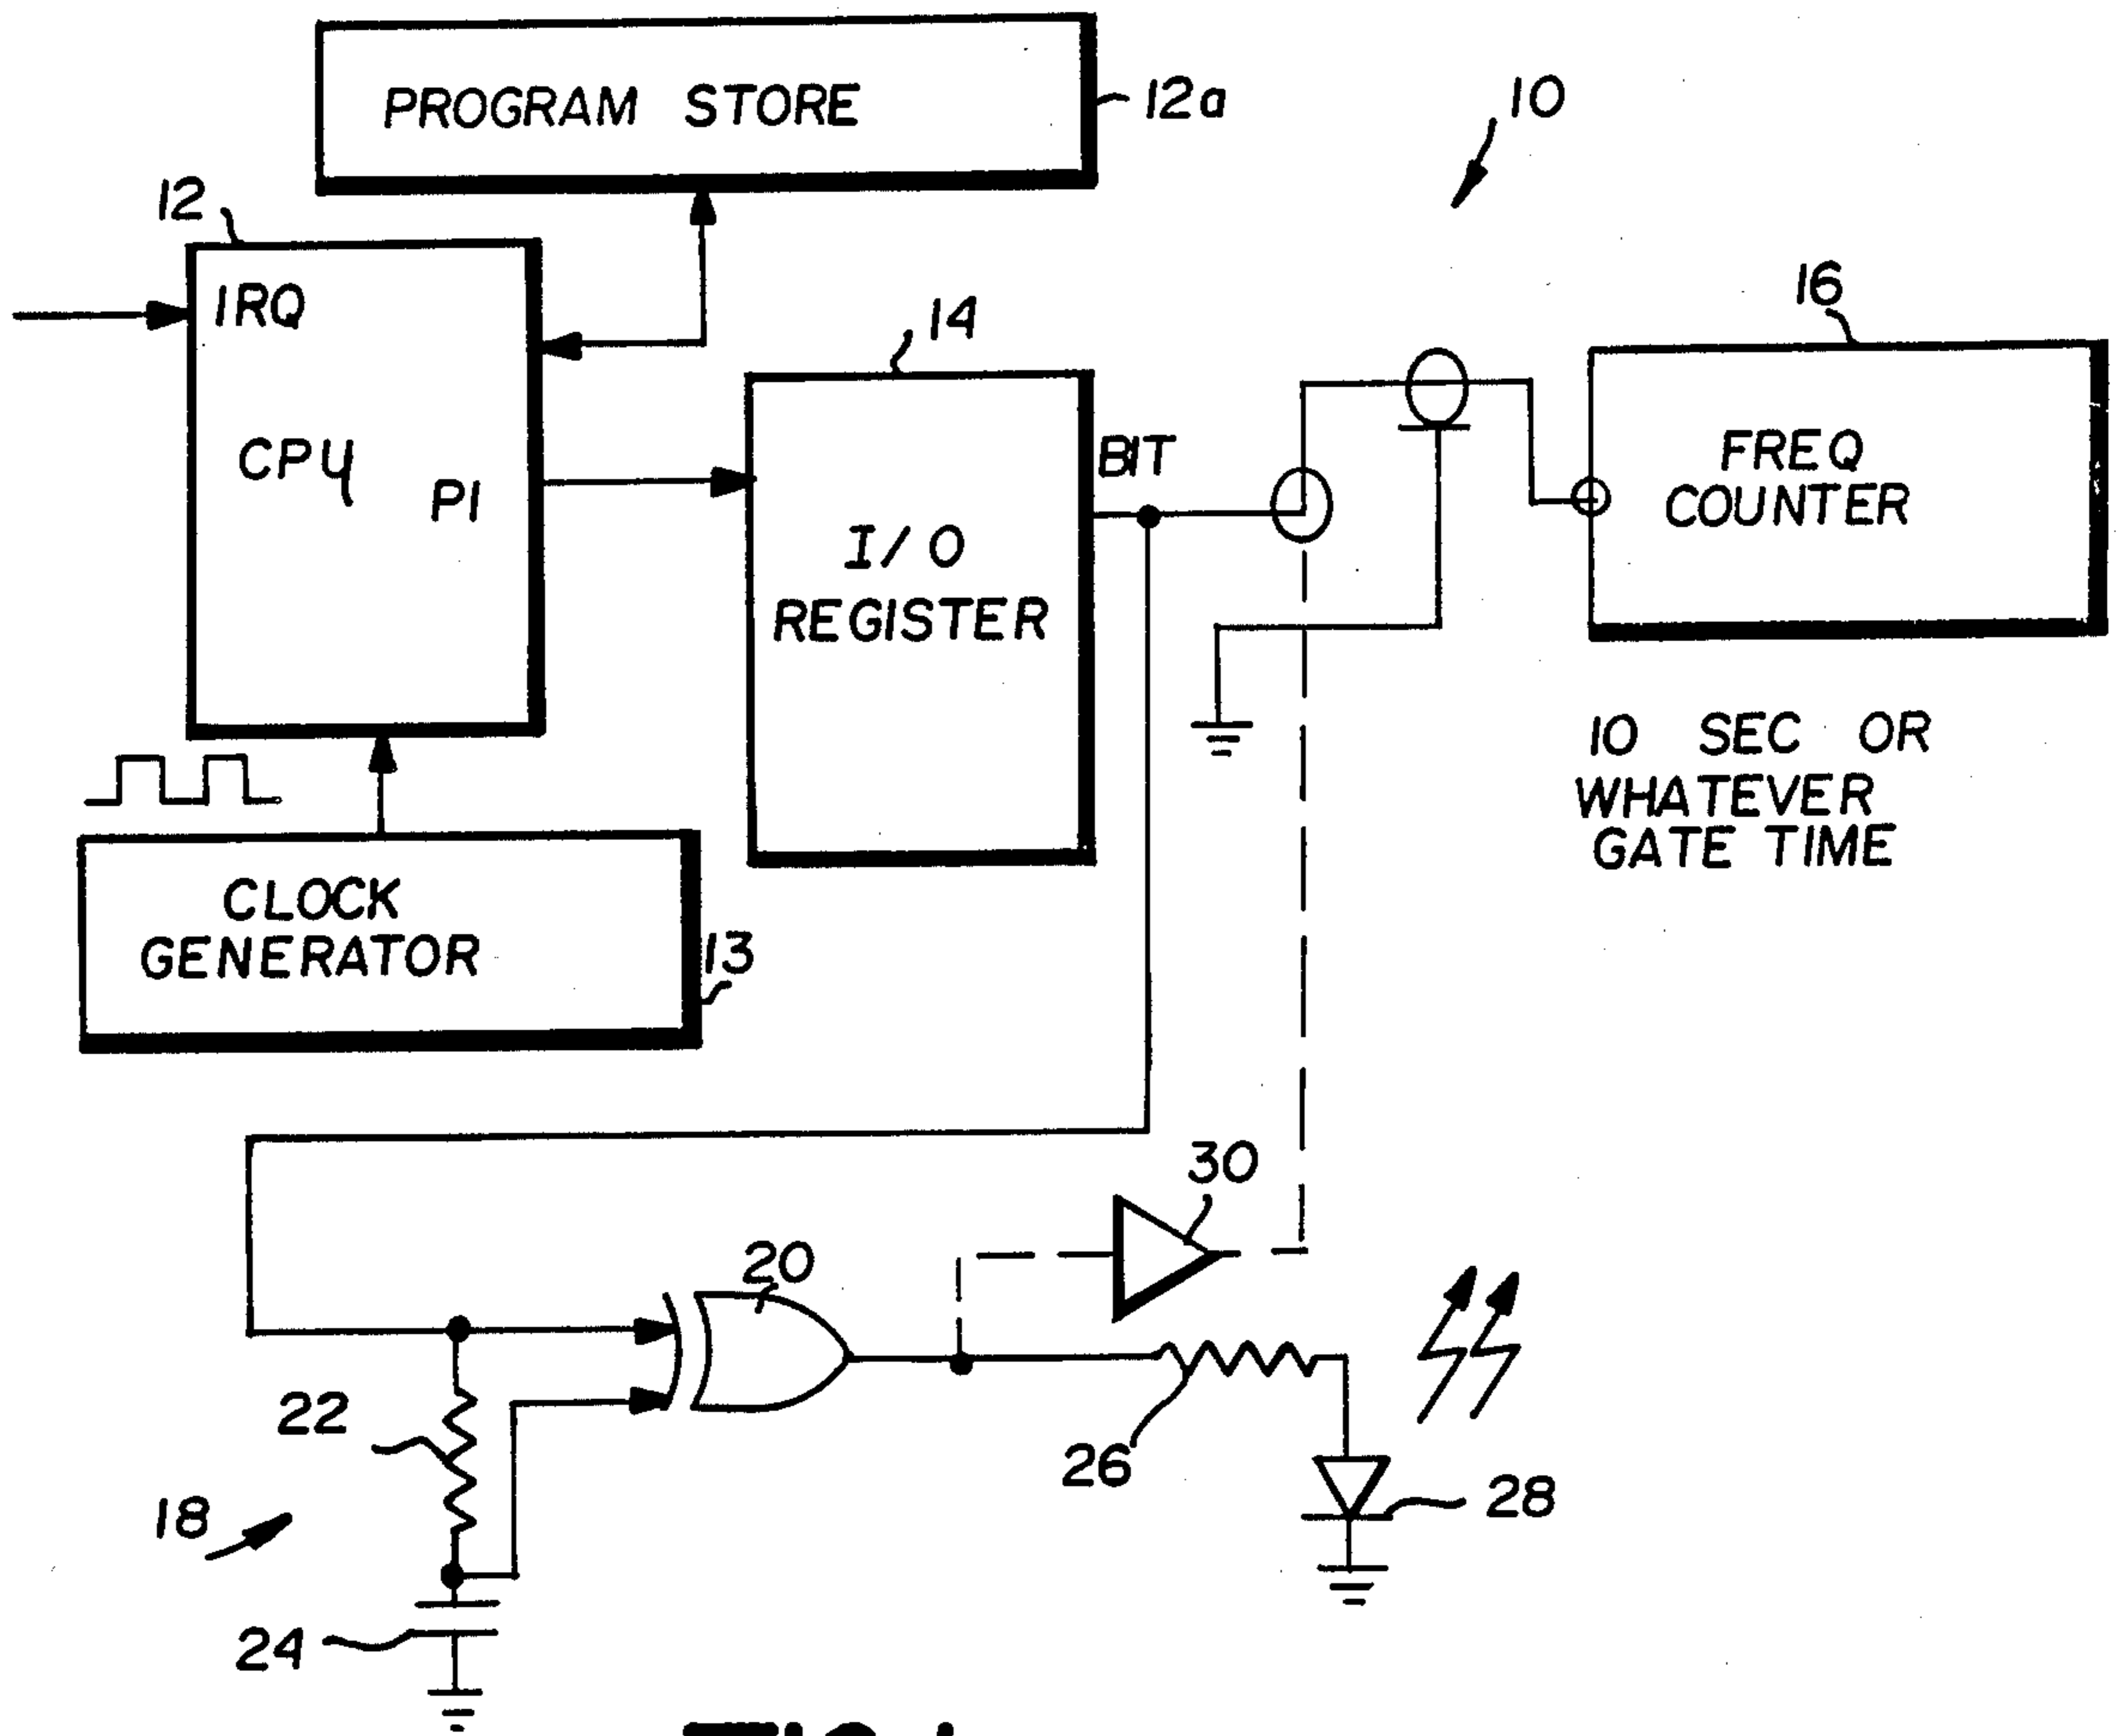 PROGRAM STORE
12a
10
12
IRQ
CPU
PI
14
I/O
REGISTER
BIT
16
FREQ
COUNTER
10 SEC OR
WHATEVER
GATE TIME
CLOCK
GENERATOR
13
30
20
22
26
28
18
24